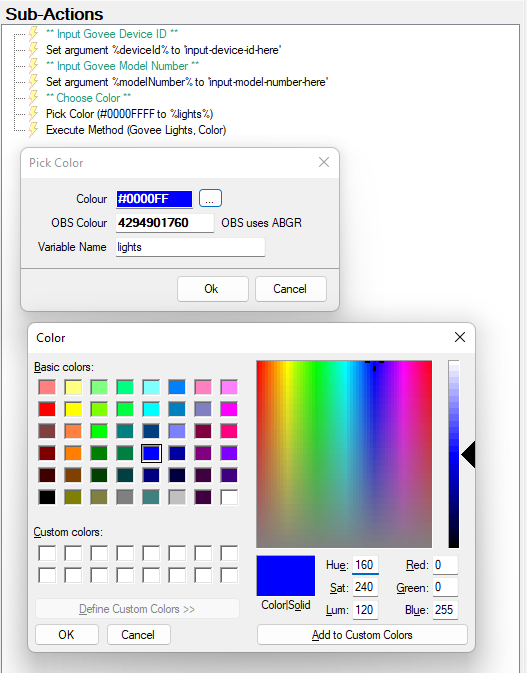 Sub-Actions
** Input Govee Device ID **
Set argument %deviceId% to 'input-device-id-here'
** Input Govee Model Number **
Set argument %modelNumber% to 'input-model-number-here'
** Choose Color **
Pick Color (#0000FFFF to %lights%)
Execute Method (Govee Lights, Color)
Pick Color
Colour #0000FF ...
OBS Colour 4294901760 OBS uses ABGR
Variable Name lights
Ok Cancel
Color
Basic colors:
Custom colors:
Define Custom Colors >>
OK Cancel
Color|Solid
Hue: 160 Red: 0
Sat: 240 Green: 0
Lum: 120 Blue: 255
Add to Custom Colors